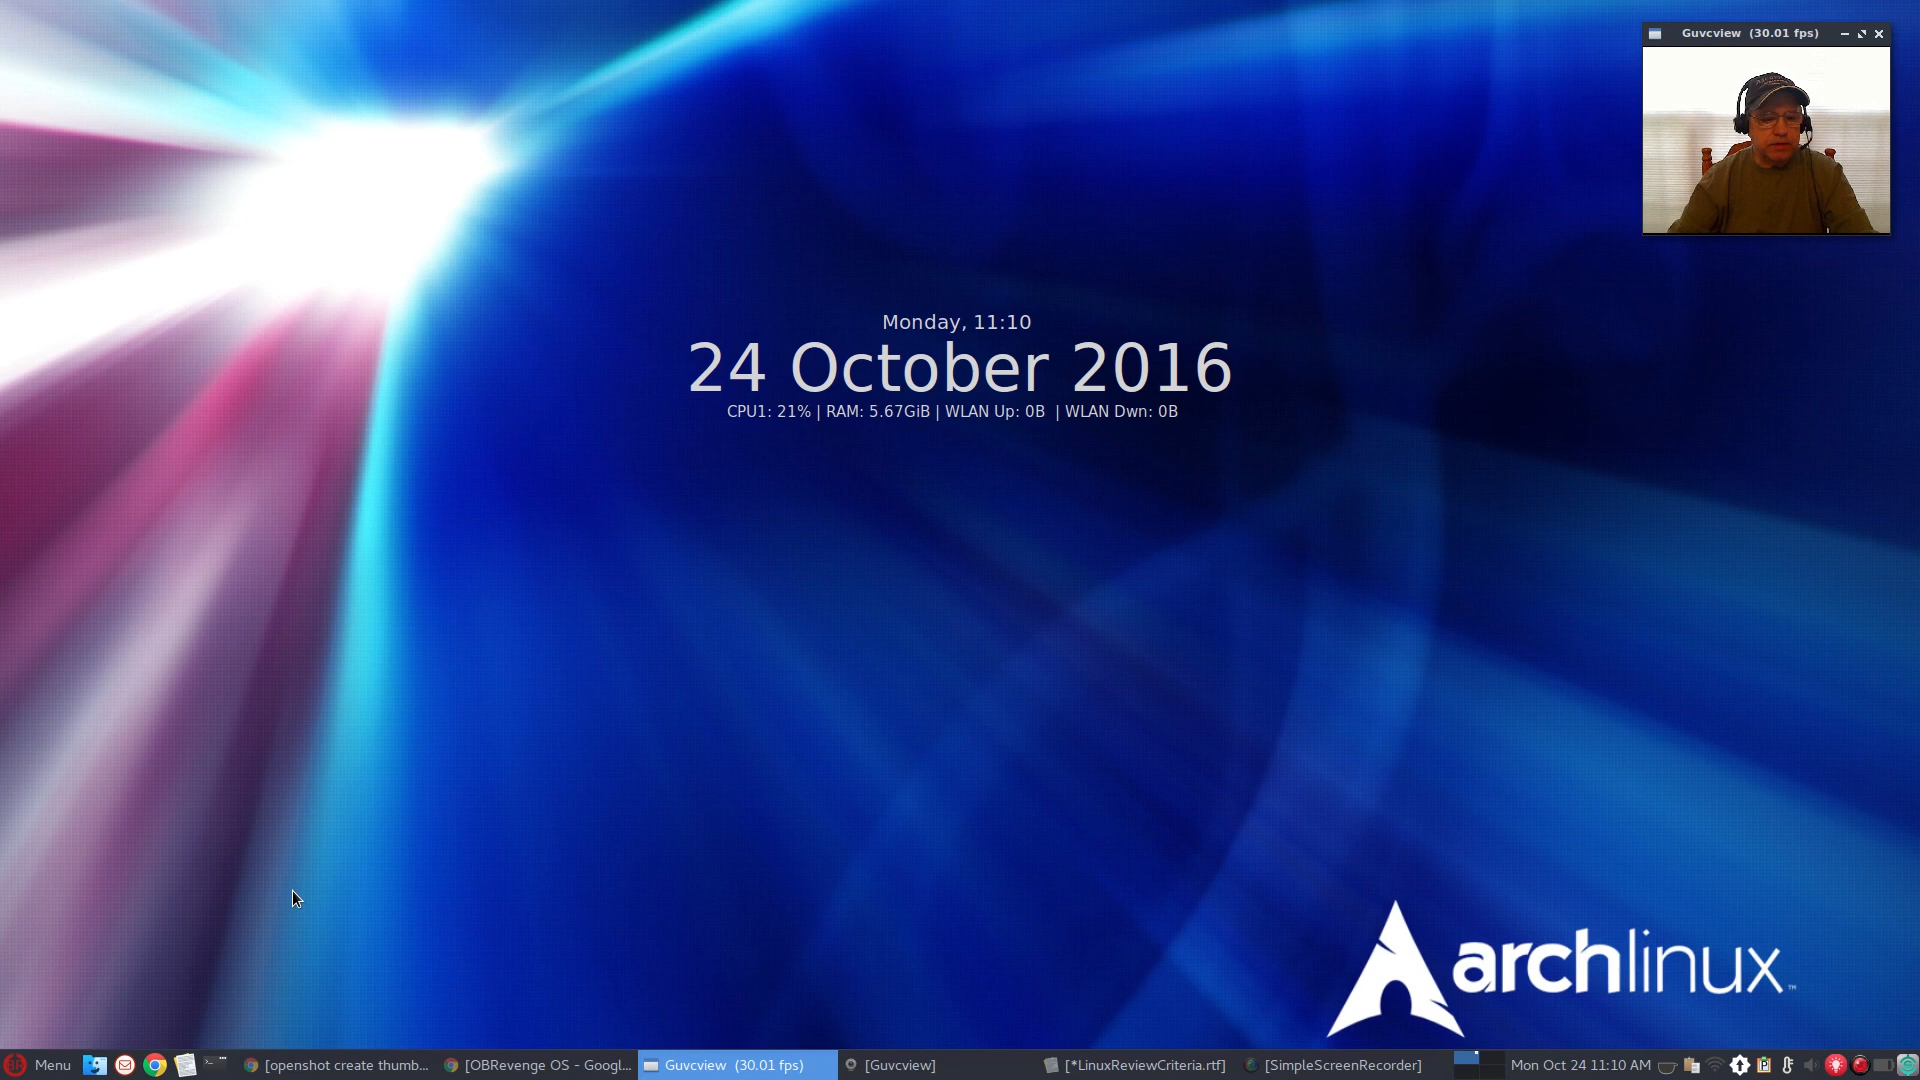 Guvcview (30.01 fps)
Monday, 11:10
24 October 2016
CPU1: 21% | RAM: 5.67GiB | WLAN Up: 0B | WLAN Dwn: 0B
archlinux™
Menu
[openshot create thumb...
[OBRevenge OS - Googl...
Guvcview (30.01 fps)
[Guvcview]
[*LinuxReviewCriteria.rtf]
[SimpleScreenRecorder]
Mon Oct 24 11:10 AM